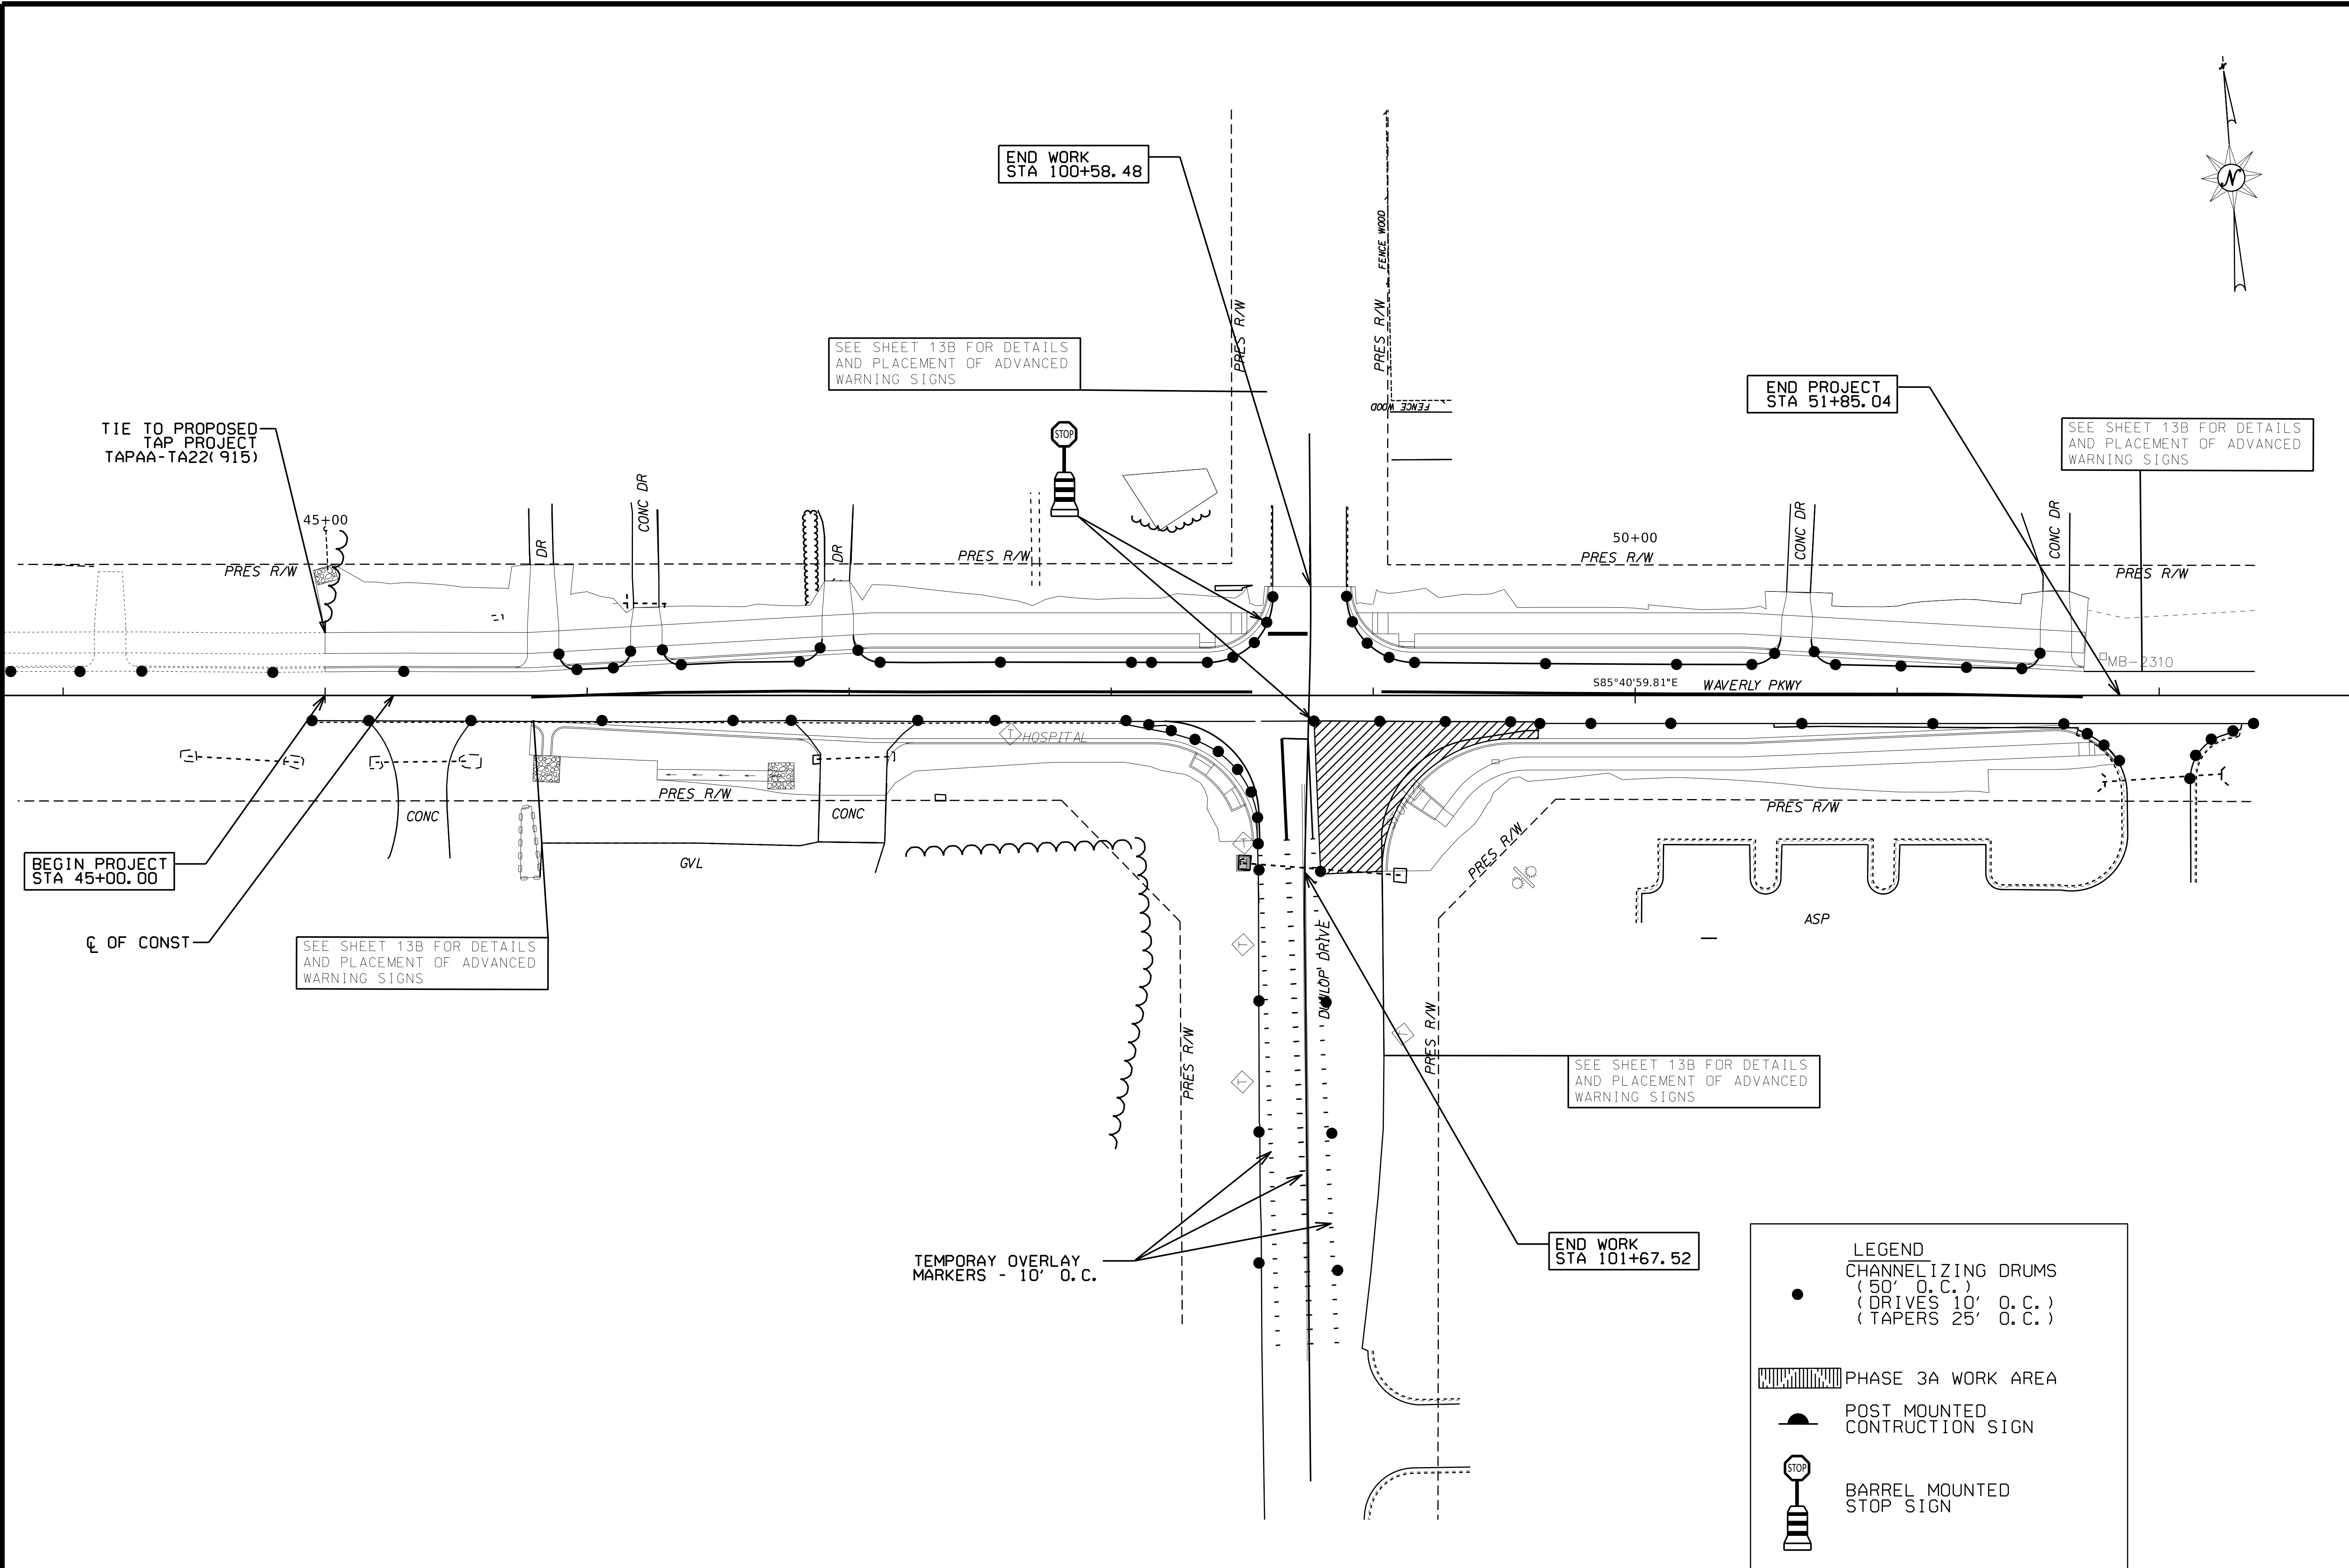 N
END WORK
STA 100+58.48
PRES R/W
FENCE WOOD
PRES R/W
FENCE WOOD
SEE SHEET 13B FOR DETAILS
AND PLACEMENT OF ADVANCED
WARNING SIGNS
END PROJECT
STA 51+85.04
SEE SHEET 13B FOR DETAILS
AND PLACEMENT OF ADVANCED
WARNING SIGNS
TIE TO PROPOSED
TAP PROJECT
TAPAA-TA22(915)
STOP
45+00
DR
CONC DR
DR
PRES R/W
PRES R/W
50+00
PRES R/W
CONC DR
CONC DR
PRES R/W
MB-2310
S85°40'59.81"E
WAVERLY PKWY
T
HOSPITAL
PRES R/W
CONC
CONC
GVL
PRES R/W
PRES R/W
ASP
T
T
T
BEGIN PROJECT
STA 45+00.00
℄ OF CONST
SEE SHEET 13B FOR DETAILS
AND PLACEMENT OF ADVANCED
WARNING SIGNS
DUNLOP DRIVE
PRES R/W
PRES R/W
SEE SHEET 13B FOR DETAILS
AND PLACEMENT OF ADVANCED
WARNING SIGNS
TEMPORAY OVERLAY
MARKERS - 10' O.C.
END WORK
STA 101+67.52
LEGEND
CHANNELIZING DRUMS
(50' O.C.)
(DRIVES 10' O.C.)
(TAPERS 25' O.C.)
PHASE 3A WORK AREA
POST MOUNTED
CONTRUCTION SIGN
STOP
BARREL MOUNTED
STOP SIGN